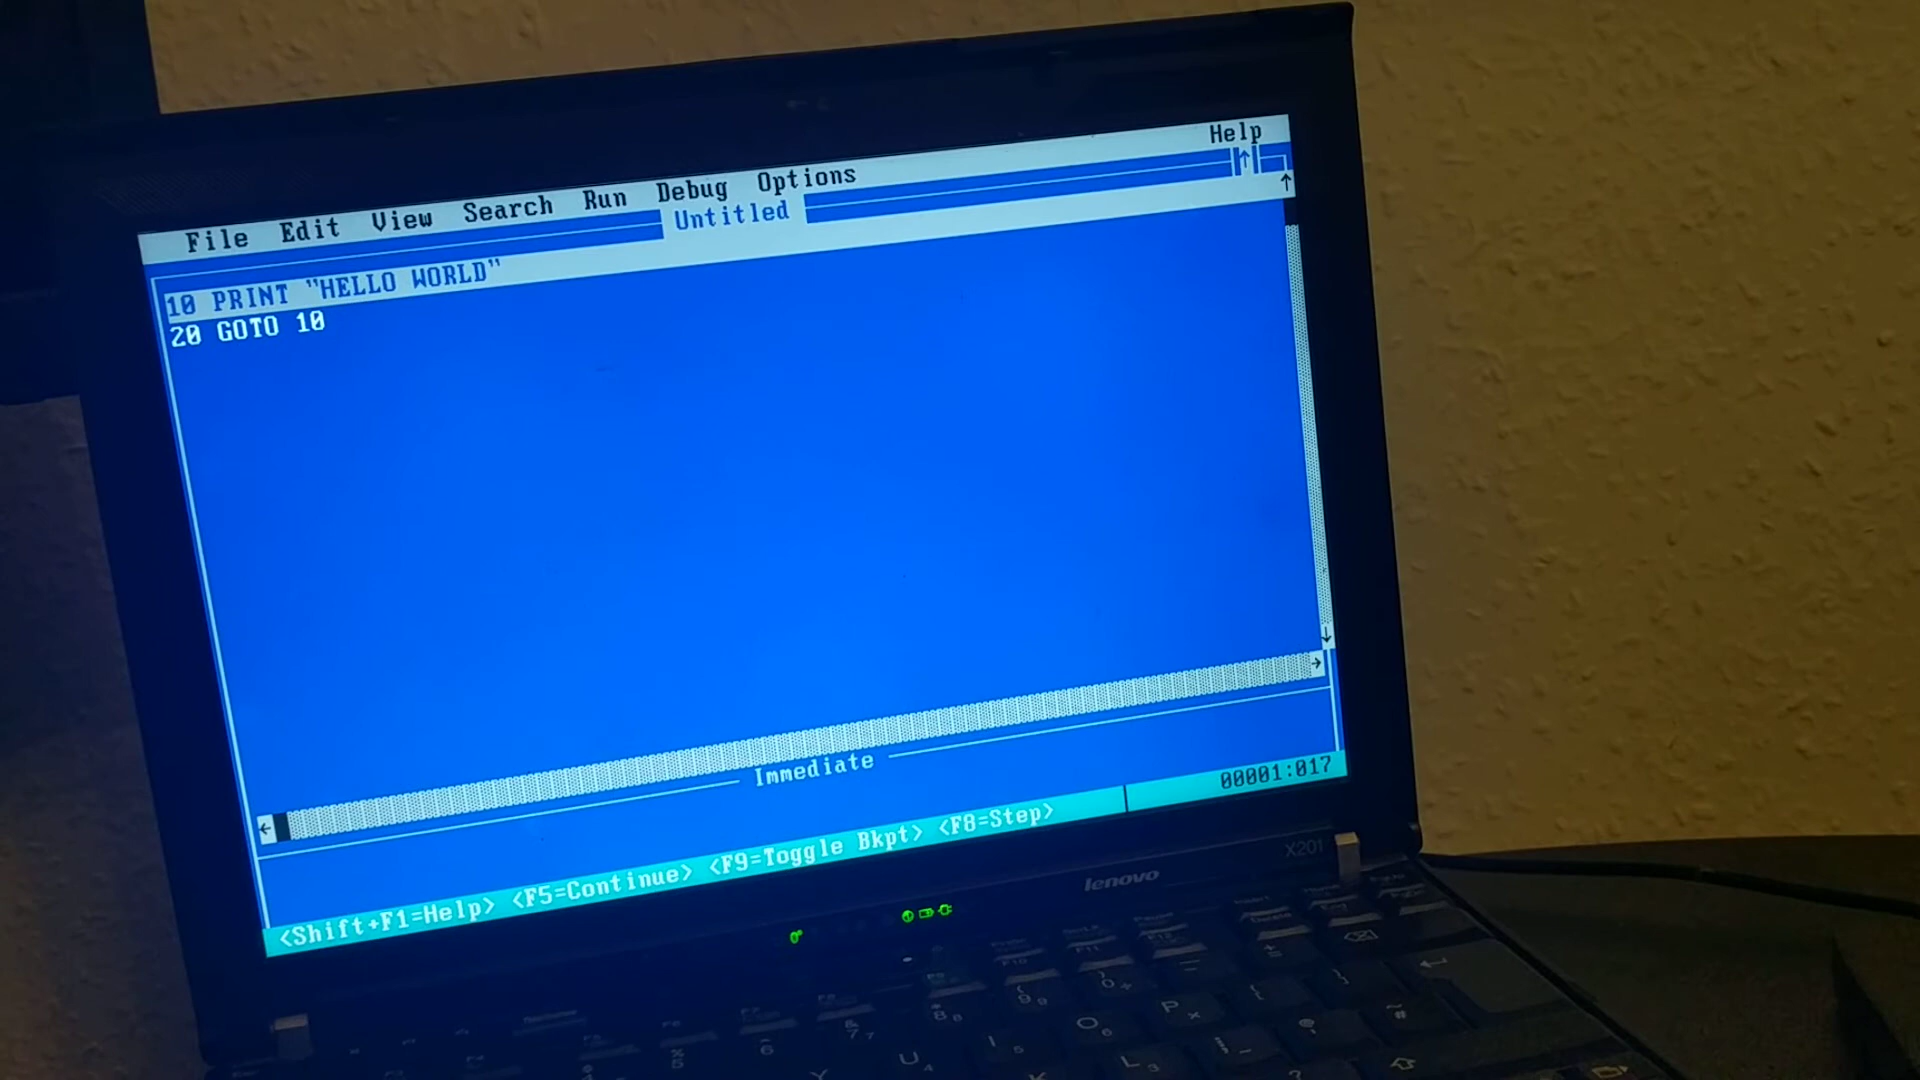 File Edit View Search Run Debug Options Help
Untitled
10 PRINT "HELLO WORLD"
20 GOTO 10
Immediate
<Shift+F1=Help> <F5=Continue> <F9=Toggle Bkpt> <F8=Step> 00001:017
lenovo X201